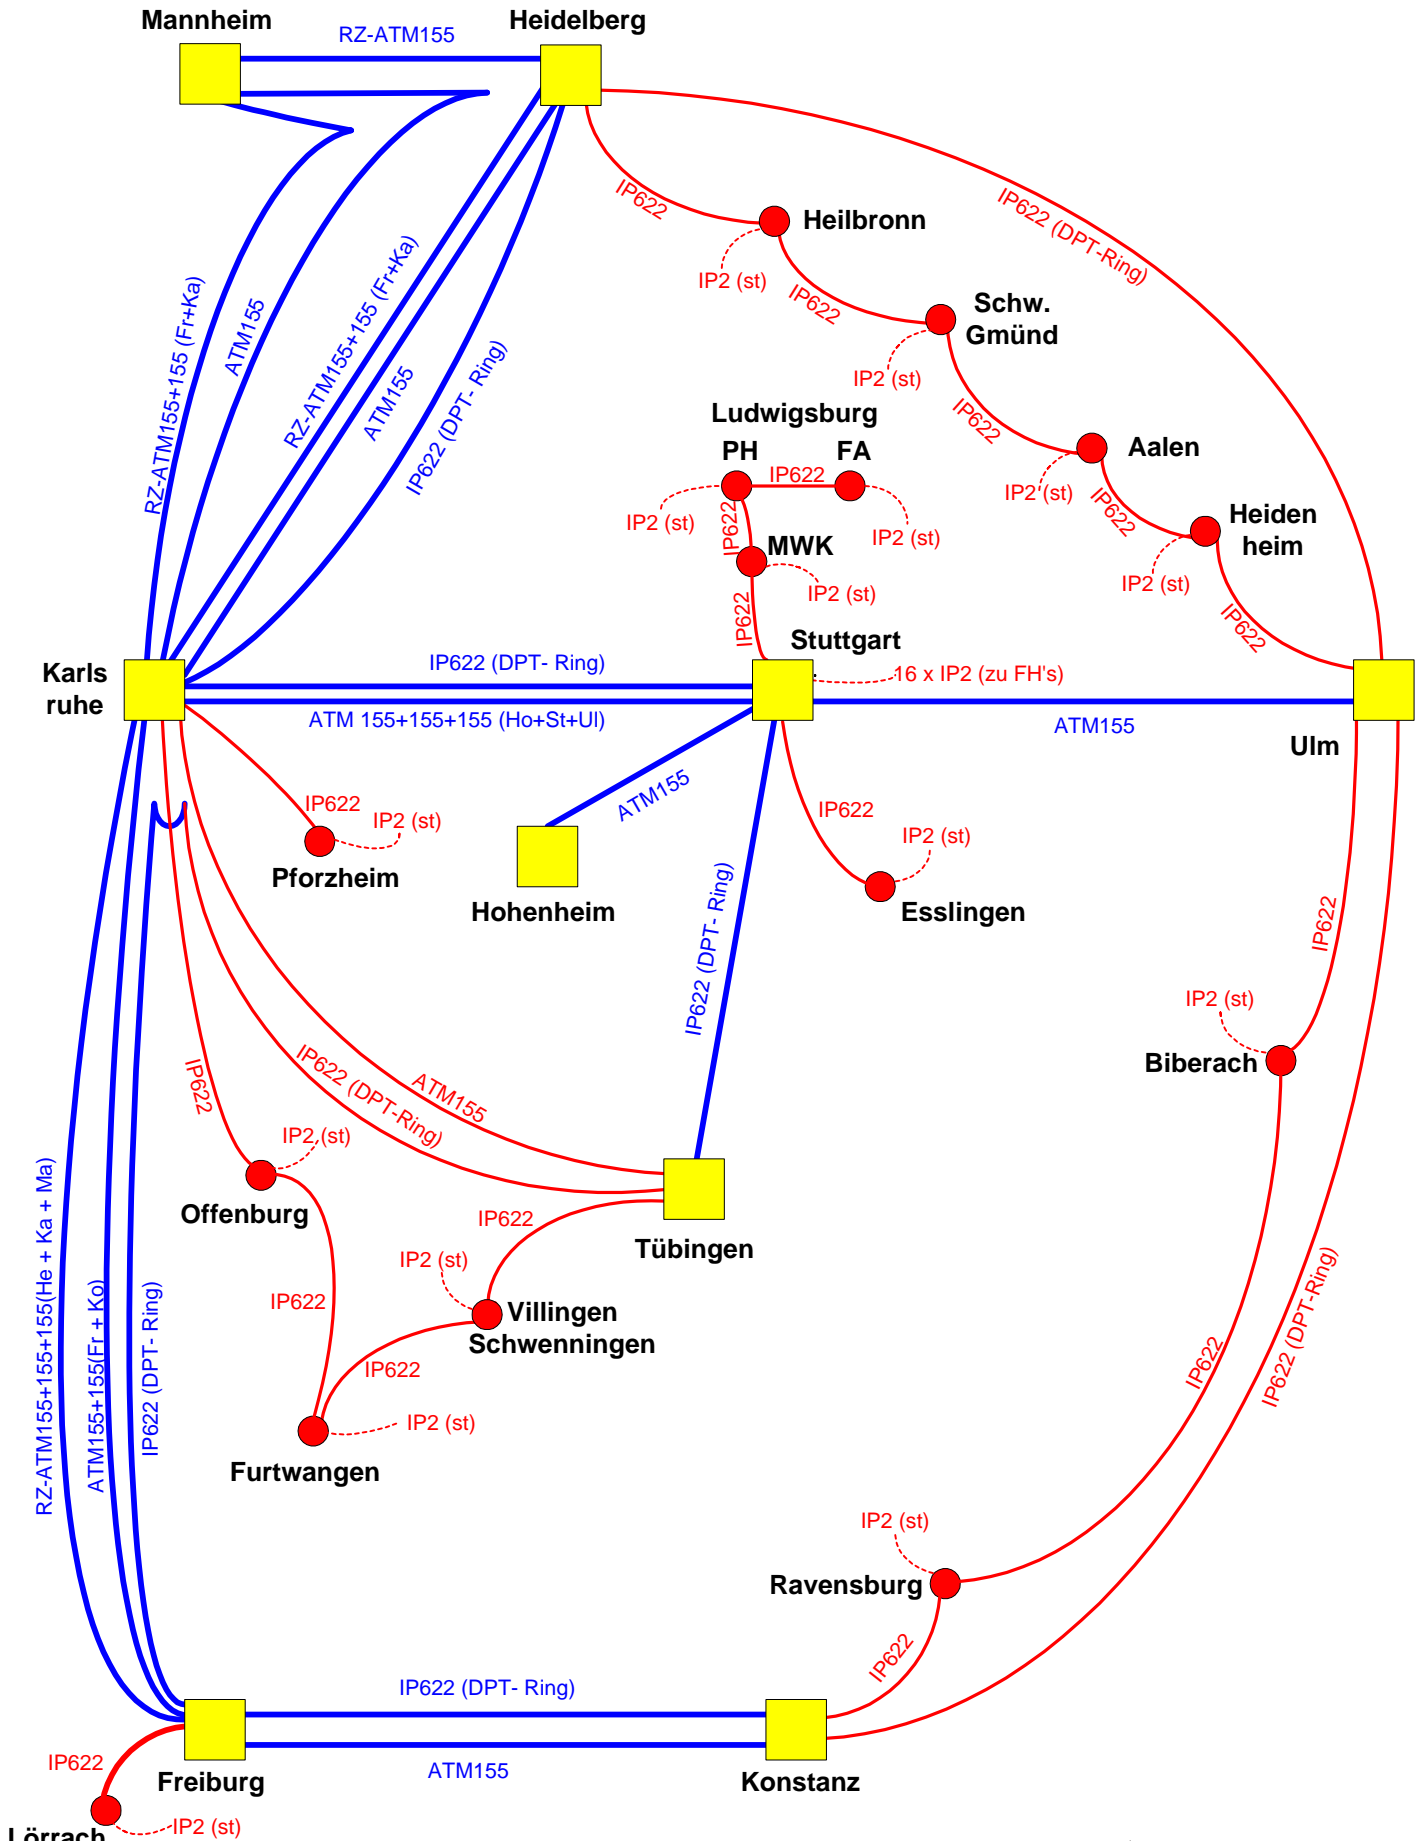 Mannheim
Heidelberg
RZ-ATM155
IP622
IP622 (DPT-Ring)
Heilbronn
IP2 (st)
IP622
Schw.
Gmünd
RZ-ATM155+155 (Fr+Ka)
ATM155
RZ-ATM155+155 (Fr+Ka)
ATM155
IP622 (DPT- Ring)
IP2 (st)
IP622
Ludwigsburg
PH
FA
Aalen
IP622
IP2 (st)
IP2 (st)
IP2 (st)
IP622
Heiden
heim
IP622
MWK
IP2 (st)
IP2 (st)
IP622
IP622
Stuttgart
Karls
ruhe
IP622 (DPT- Ring)
16 x IP2 (zu FH's)
ATM 155+155+155 (Ho+St+Ul)
ATM155
Ulm
IP622
IP2 (st)
Pforzheim
ATM155
Hohenheim
IP622
IP2 (st)
Esslingen
IP622 (DPT- Ring)
IP622
IP2 (st)
Biberach
IP622
IP622 (DPT-Ring)
ATM155
IP2 (st)
Offenburg
IP622
Tübingen
IP2 (st)
IP622
Villingen
Schwenningen
IP622
IP2 (st)
Furtwangen
RZ-ATM155+155+155(He + Ka + Ma)
ATM155+155(Fr + Ko)
IP622 (DPT- Ring)
IP622
IP622 (DPT-Ring)
IP2 (st)
Ravensburg
IP622
IP622 (DPT- Ring)
ATM155
IP622
Freiburg
Konstanz
IP2 (st)
Lörrach